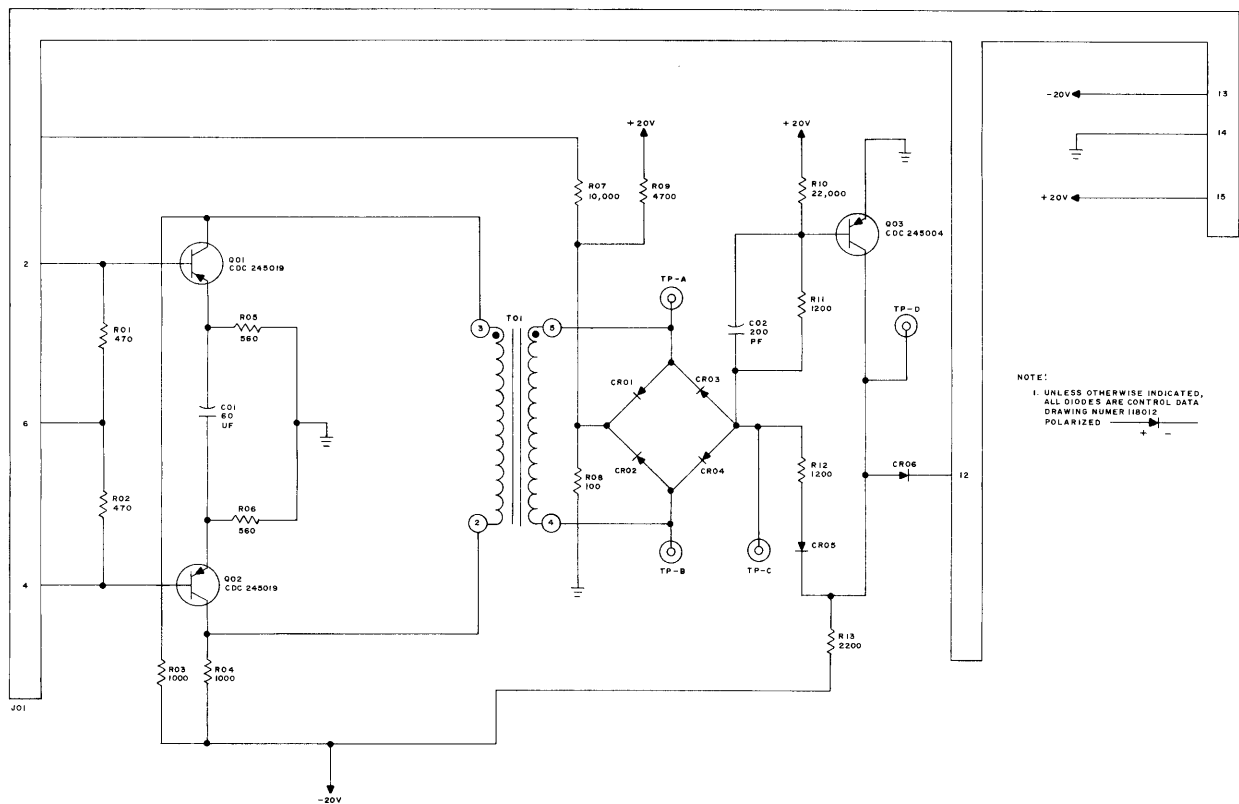 -20V
13
14
+20V
15
+20V
+20V
R07
10,000
R09
4700
R10
22,000
Q03
CDC 245004
2
Q01
CDC 245019
TP-A
R11
1200
TP-D
R01
470
R05
560
3
T01
5
C02
200
PF
CR01
CR03
NOTE:
1. UNLESS OTHERWISE INDICATED,
ALL DIODES ARE CONTROL DATA
DRAWING NUMER 118012
POLARIZED
+ -
C01
60
UF
6
CR02
CR04
R08
100
R12
1200
CR06
12
R02
470
R06
560
2
4
CR05
TP-B
TP-C
4
Q02
CDC 245019
R13
2200
R03
1000
R04
1000
J01
-20V